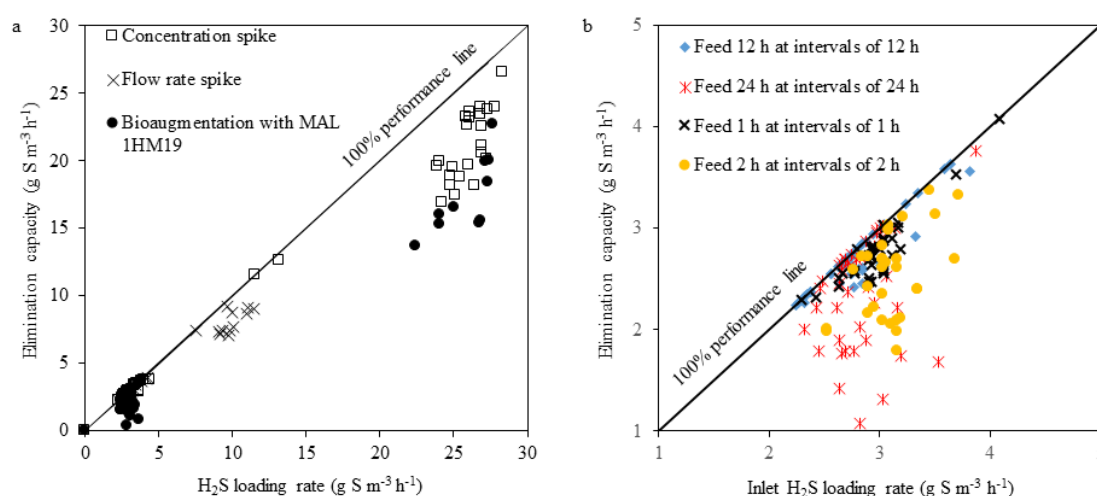 a
30
25
20
15
10
5
0
0 5 10 15 20 25 30
Elimination capacity (g S m⁻³ h⁻¹)
H₂S loading rate (g S m⁻³ h⁻¹)
Concentration spike
Flow rate spike
Bioaugmentation with MAL
1HM19
100% performance line
b
5
4
3
2
1
1 2 3 4
Elimination capacity (g S m⁻³ h⁻¹)
Inlet H₂S loading rate (g S m⁻³ h⁻¹)
Feed 12 h at intervals of 12 h
Feed 24 h at intervals of 24 h
Feed 1 h at intervals of 1 h
Feed 2 h at intervals of 2 h
100% performance line